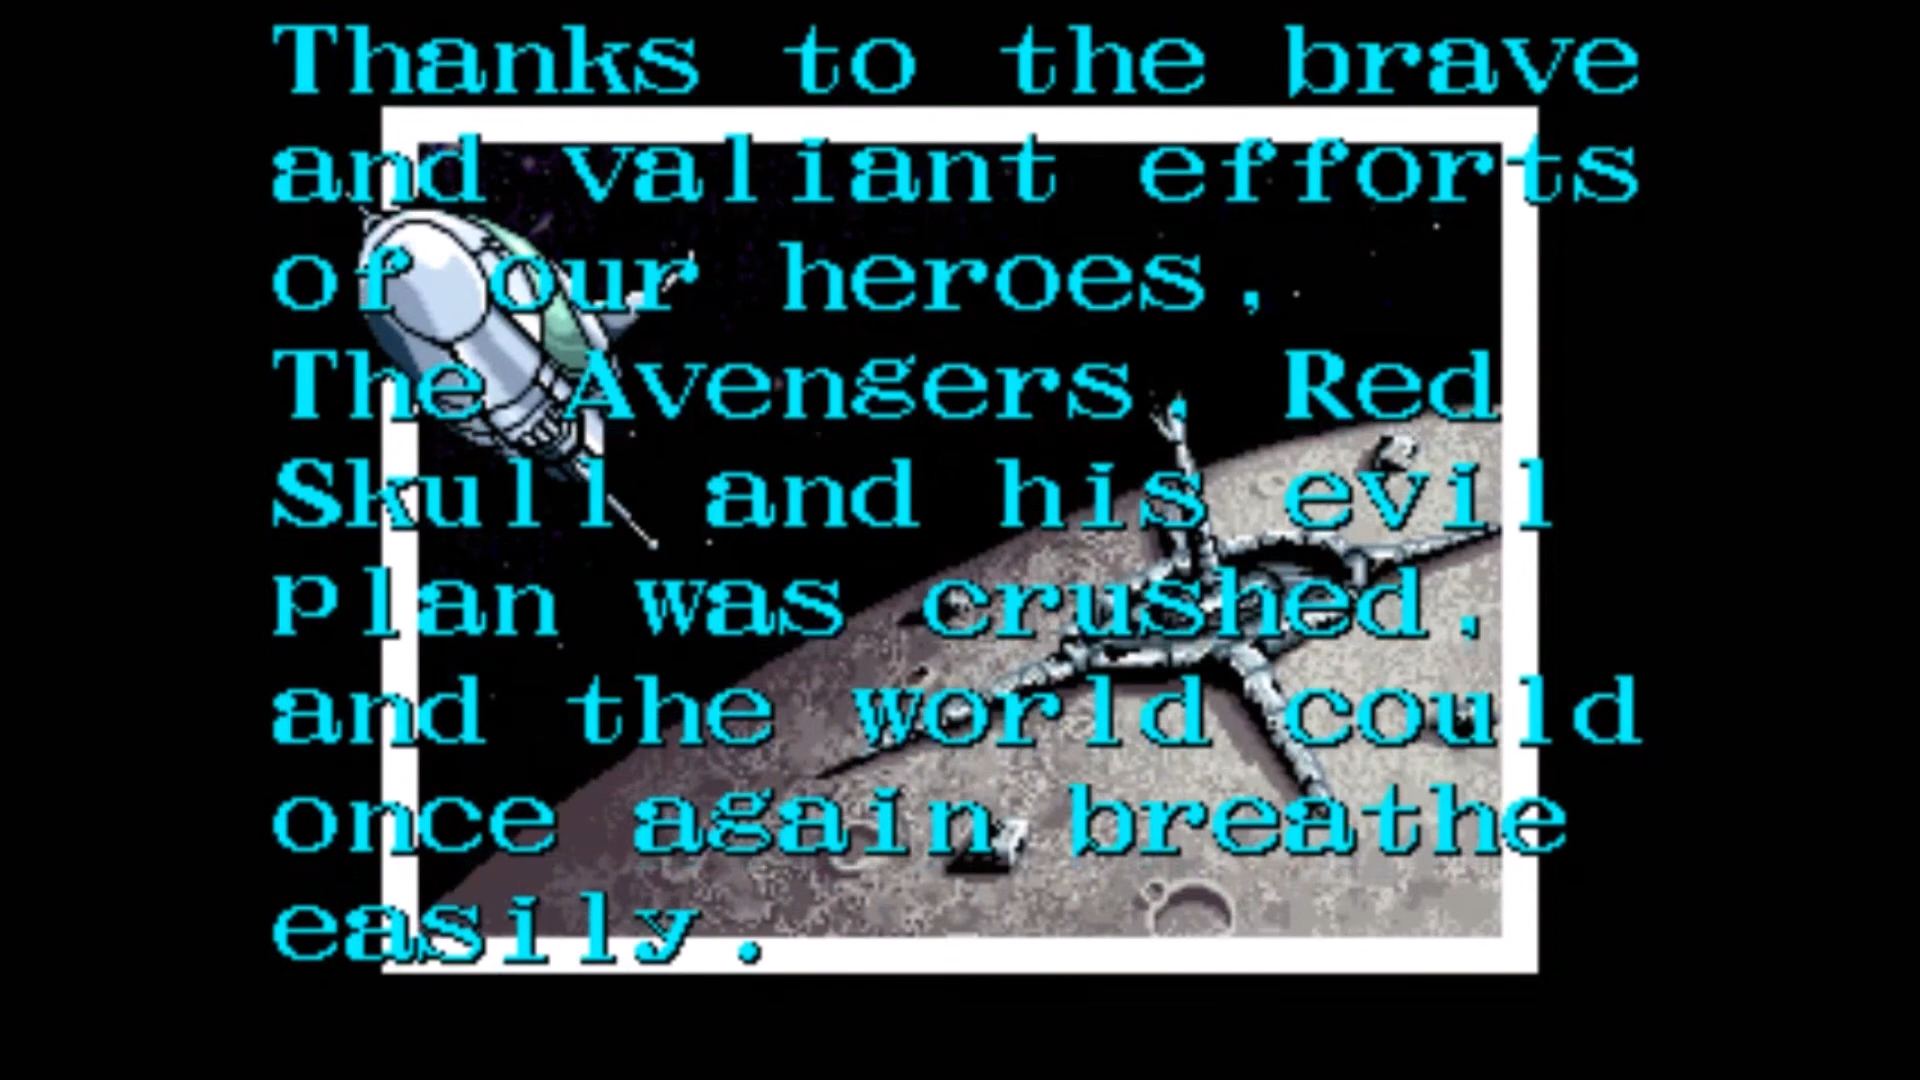 Thanks to the brave
and valiant efforts
of our heroes,
The Avengers, Red
Skull and his evil
plan was crushed,
and the world could
once again breathe
easily.